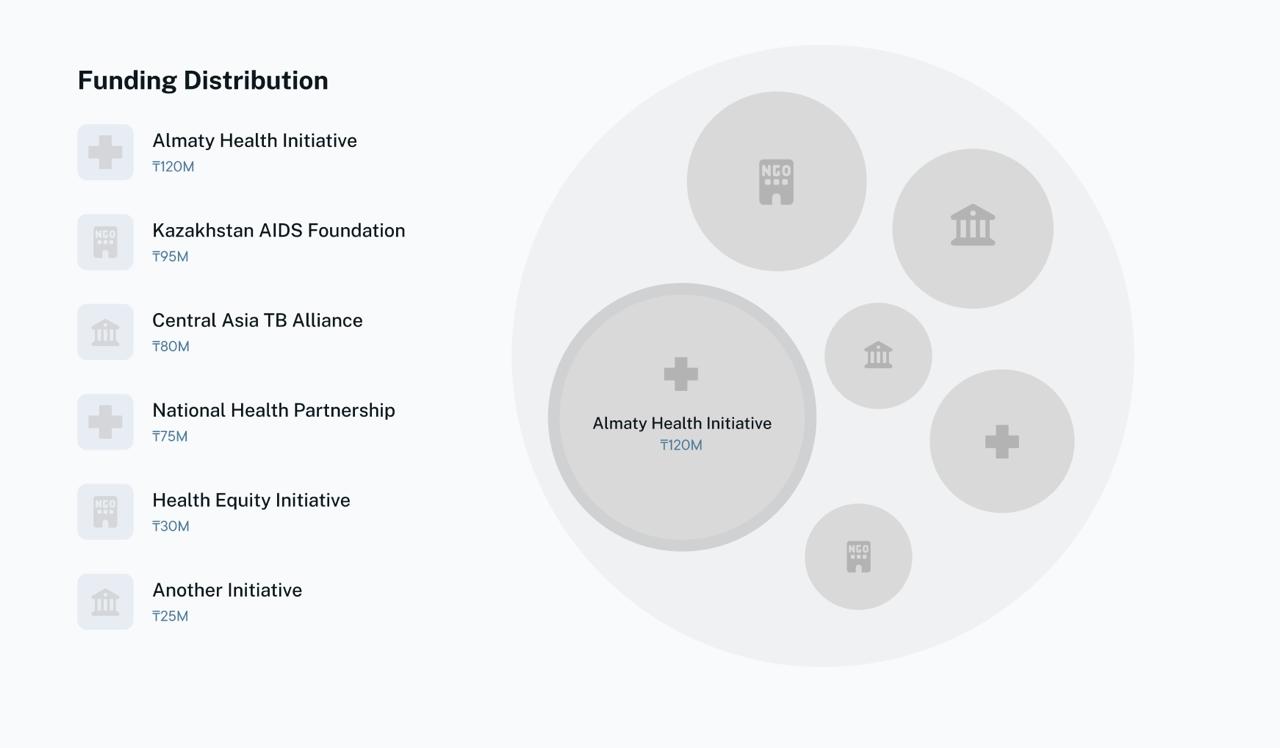 Funding Distribution
Almaty Health Initiative
₸120M
NGO
Kazakhstan AIDS Foundation
₸95M
Central Asia TB Alliance
₸80M
National Health Partnership
₸75M
NGO
Health Equity Initiative
₸30M
Another Initiative
₸25M
NGO
Almaty Health Initiative
₸120M
NGO